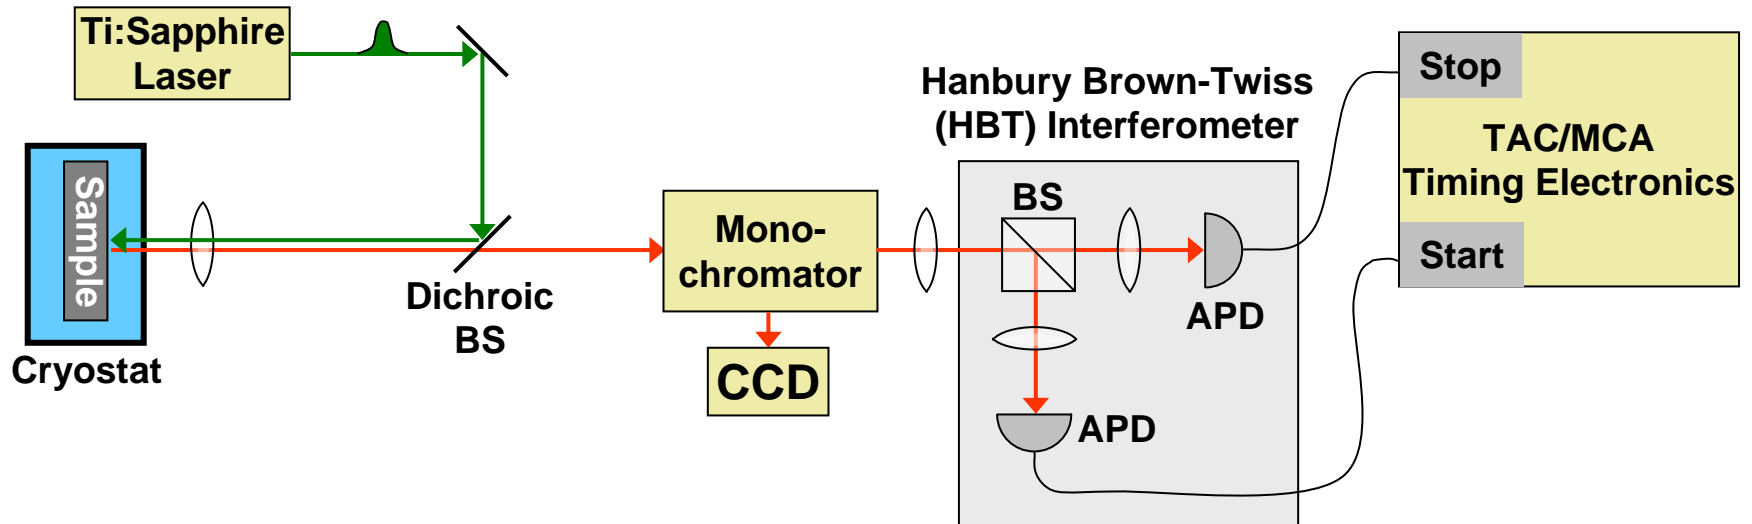 Ti:Sapphire
Laser
Hanbury Brown-Twiss
(HBT) Interferometer
Stop
TAC/MCA
Timing Electronics
Start
Sample
Cryostat
Dichroic
BS
Mono-
chromator
CCD
BS
APD
APD